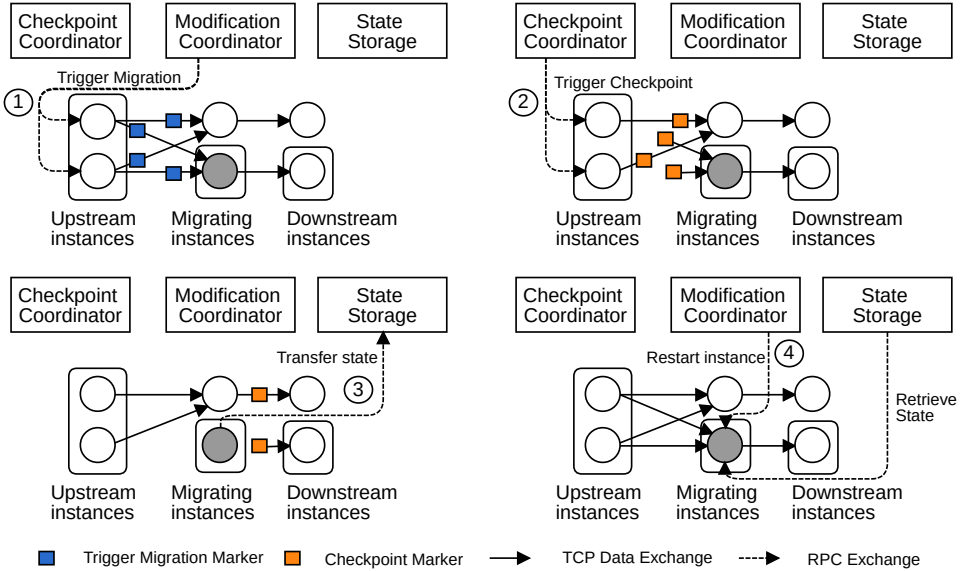 Checkpoint
Coordinator
Modification
Coordinator
State
Storage
Trigger Migration
1
Upstream
instances
Migrating
instances
Downstream
instances
Checkpoint
Coordinator
Modification
Coordinator
State
Storage
Trigger Checkpoint
2
Upstream
instances
Migrating
instances
Downstream
instances
Checkpoint
Coordinator
Modification
Coordinator
State
Storage
Transfer state
3
Upstream
instances
Migrating
instances
Downstream
instances
Checkpoint
Coordinator
Modification
Coordinator
State
Storage
Restart instance
4
Retrieve
State
Upstream
instances
Migrating
instances
Downstream
instances
Trigger Migration Marker
Checkpoint Marker
TCP Data Exchange
RPC Exchange